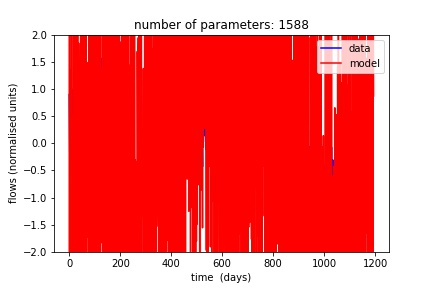 number of parameters: 1588
data
model
2.0
1.5
1.0
0.5
0.0
−0.5
−1.0
−1.5
−2.0
flows (normalised units)
0 200 400 600 800 1000 1200
time (days)